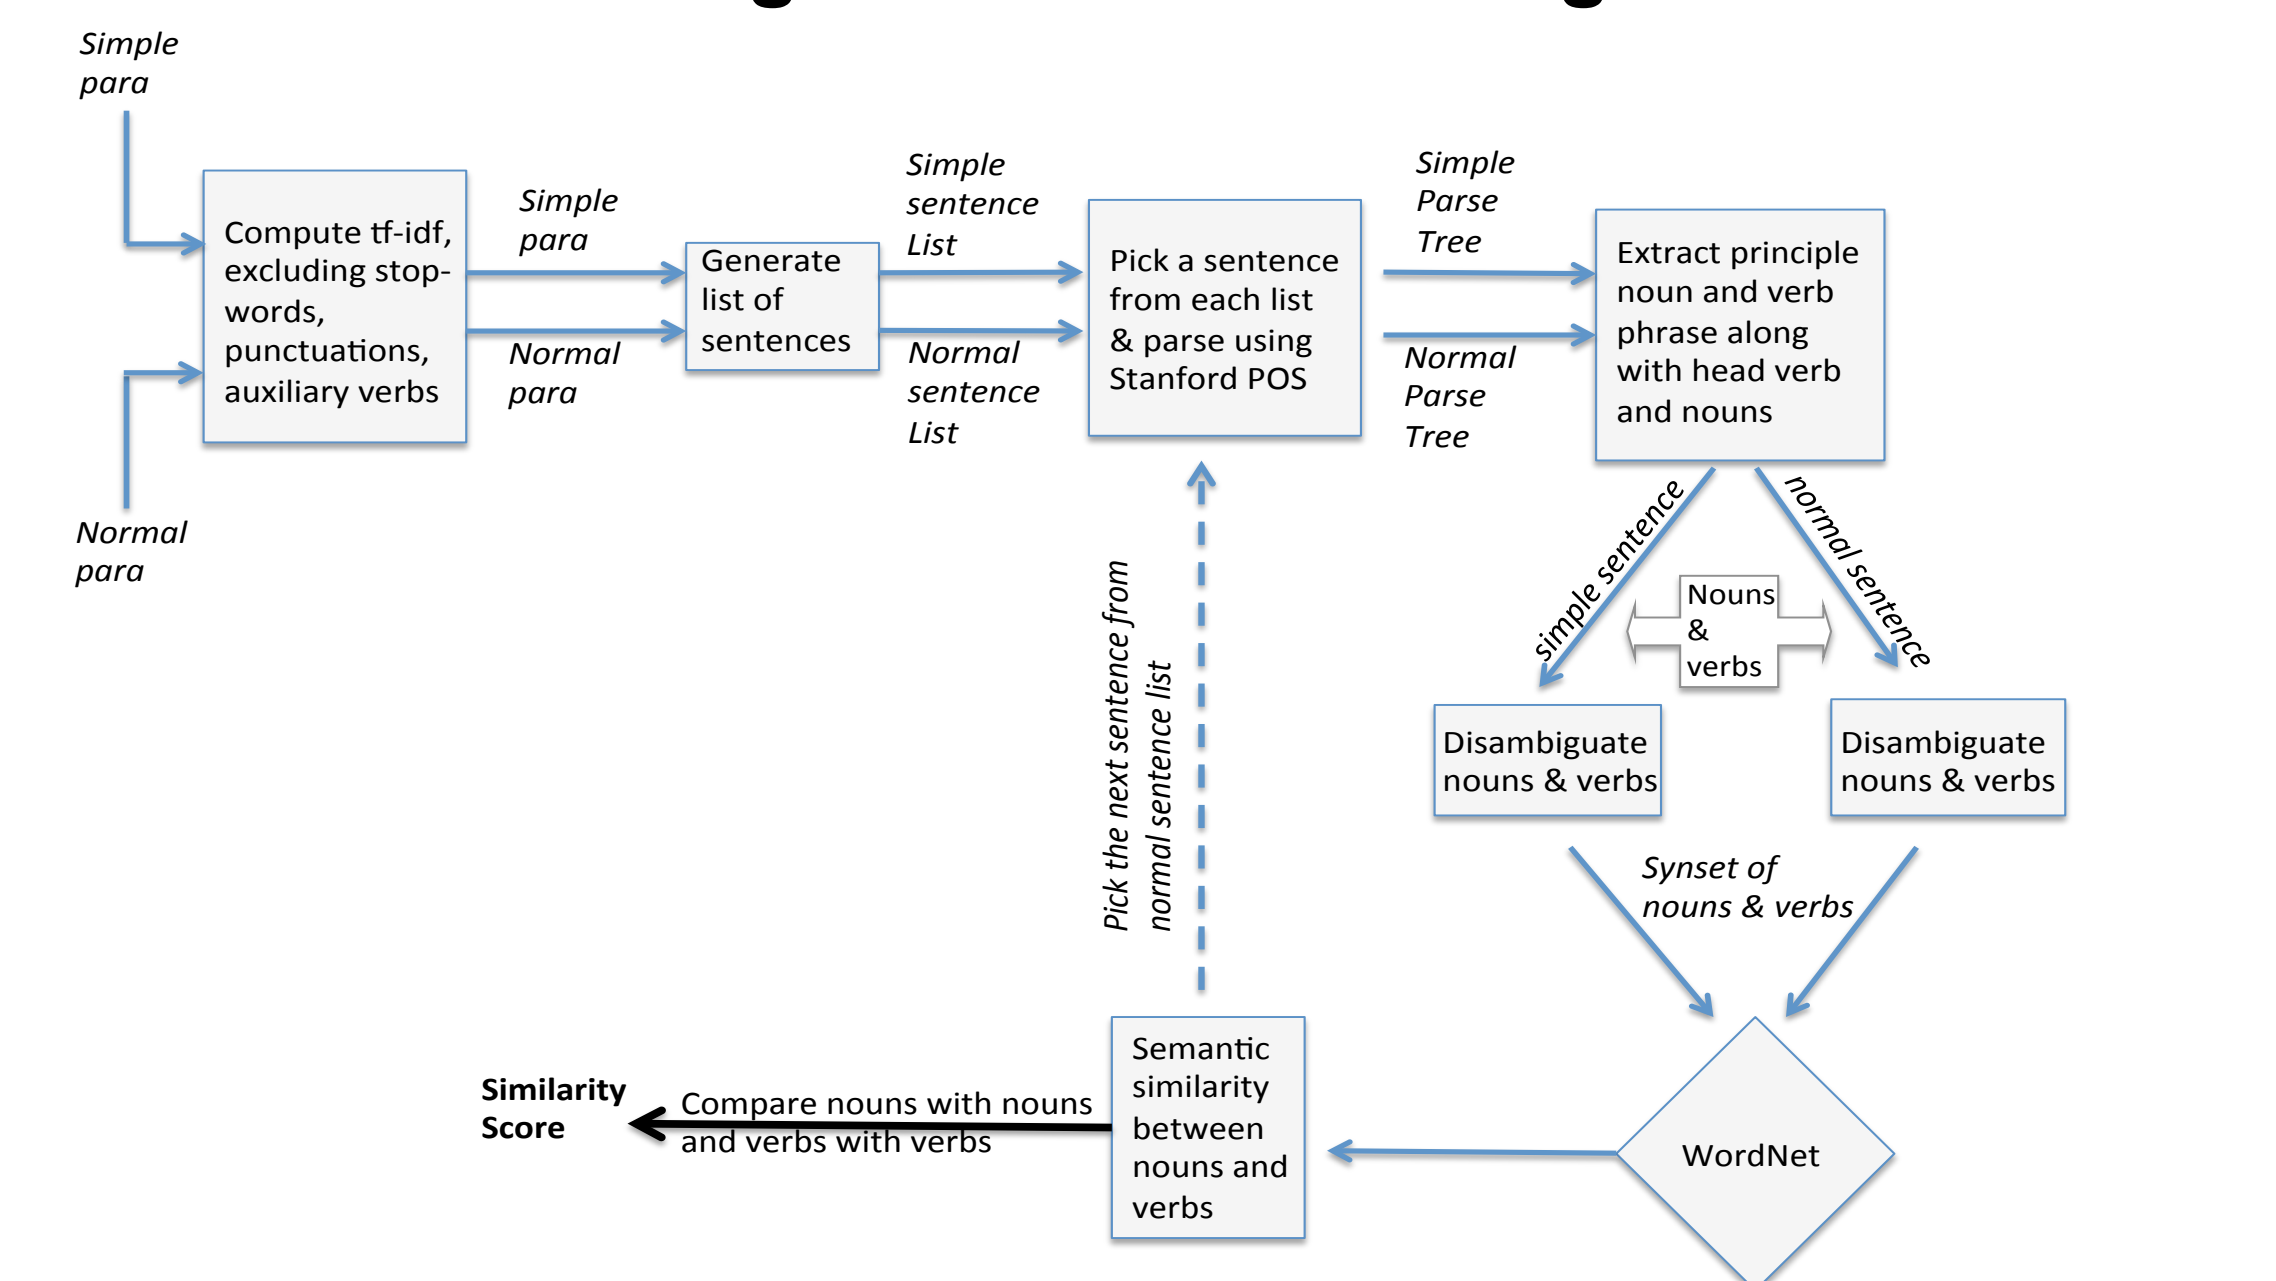 Simple
para
Compute tf-idf,
excluding stop-
words,
punctuations,
auxiliary verbs
Normal
para
Simple
para
Normal
para
Generate
list of
sentences
Simple
sentence
List
Normal
sentence
List
Pick a sentence
from each list
& parse using
Stanford POS
Simple
Parse
Tree
Normal
Parse
Tree
Extract principle
noun and verb
phrase along
with head verb
and nouns
simple sentence
normal sentence
Nouns
&
verbs
Disambiguate
nouns & verbs
Disambiguate
nouns & verbs
Synset of
nouns & verbs
WordNet
Semantic
similarity
between
nouns and
verbs
Pick the next sentence from
normal sentence list
Compare nouns with nouns
and verbs with verbs
Similarity
Score